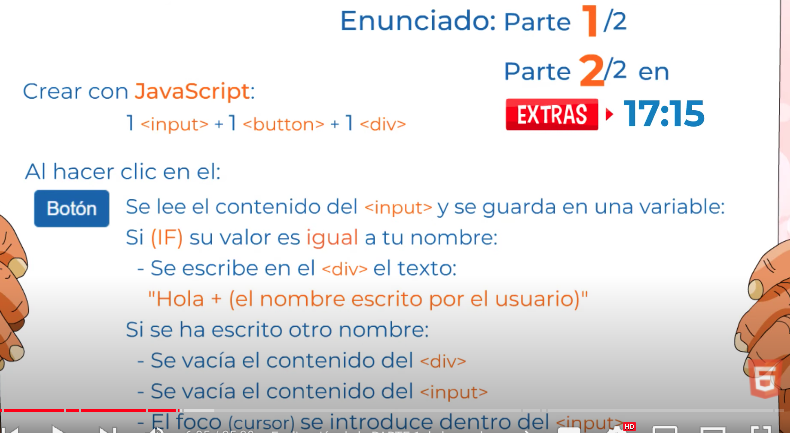 Enunciado: Parte 1/2
Parte 2/2 en
EXTRAS 17:15
Crear con JavaScript:
1 <input> + 1 <button> + 1 <div>
Al hacer clic en el:
Botón
Se lee el contenido del <input> y se guarda en una variable:
Si (IF) su valor es igual a tu nombre:
- Se escribe en el <div> el texto:
"Hola + (el nombre escrito por el usuario)"
Si se ha escrito otro nombre:
- Se vacía el contenido del <div>
- Se vacía el contenido del <input>
- El foco (cursor) se introduce dentro del <input>
HD